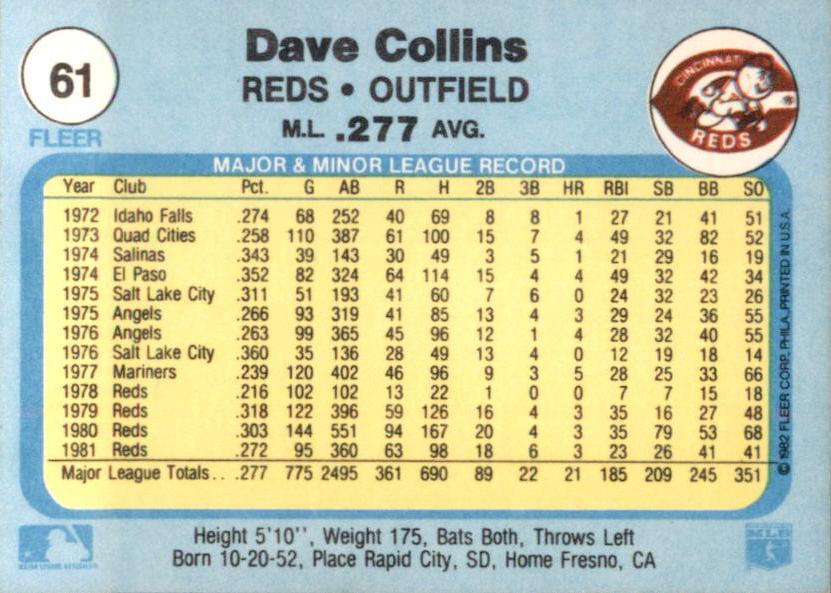 61
FLEER
Dave Collins
REDS • OUTFIELD
M.L. .277 AVG.
CINCINNATI
REDS
MAJOR & MINOR LEAGUE RECORD
Year Club Pct. G AB R H 2B 3B HR RBI SB BB SO
1972 Idaho Falls .274 68 252 40 69 8 8 1 27 21 41 51
1973 Quad Cities .258 110 387 61 100 15 7 4 49 32 82 52
1974 Salinas .343 39 143 30 49 3 5 1 21 29 16 19
1974 El Paso .352 82 324 64 114 15 4 4 49 32 42 34
1975 Salt Lake City .311 51 193 41 60 7 6 0 24 32 23 26
1975 Angels .266 93 319 41 85 13 4 3 29 24 36 55
1976 Angels .263 99 365 45 96 12 1 4 28 32 40 55
1976 Salt Lake City .360 35 136 28 49 13 4 0 12 19 18 14
1977 Mariners .239 120 402 46 96 9 3 5 28 25 33 66
1978 Reds .216 102 102 13 22 1 0 0 7 7 15 18
1979 Reds .318 122 396 59 126 16 4 3 35 16 27 48
1980 Reds .303 144 551 94 167 20 4 3 35 79 53 68
1981 Reds .272 95 360 63 98 18 6 3 23 26 41 41
Major League Totals... .277 775 2495 361 690 89 22 21 185 209 245 351
© 1982 FLEER CORP. PHILA. PRINTED IN U.S.A.
Height 5'10'', Weight 175, Bats Both, Throws Left
Born 10-20-52, Place Rapid City, SD, Home Fresno, CA